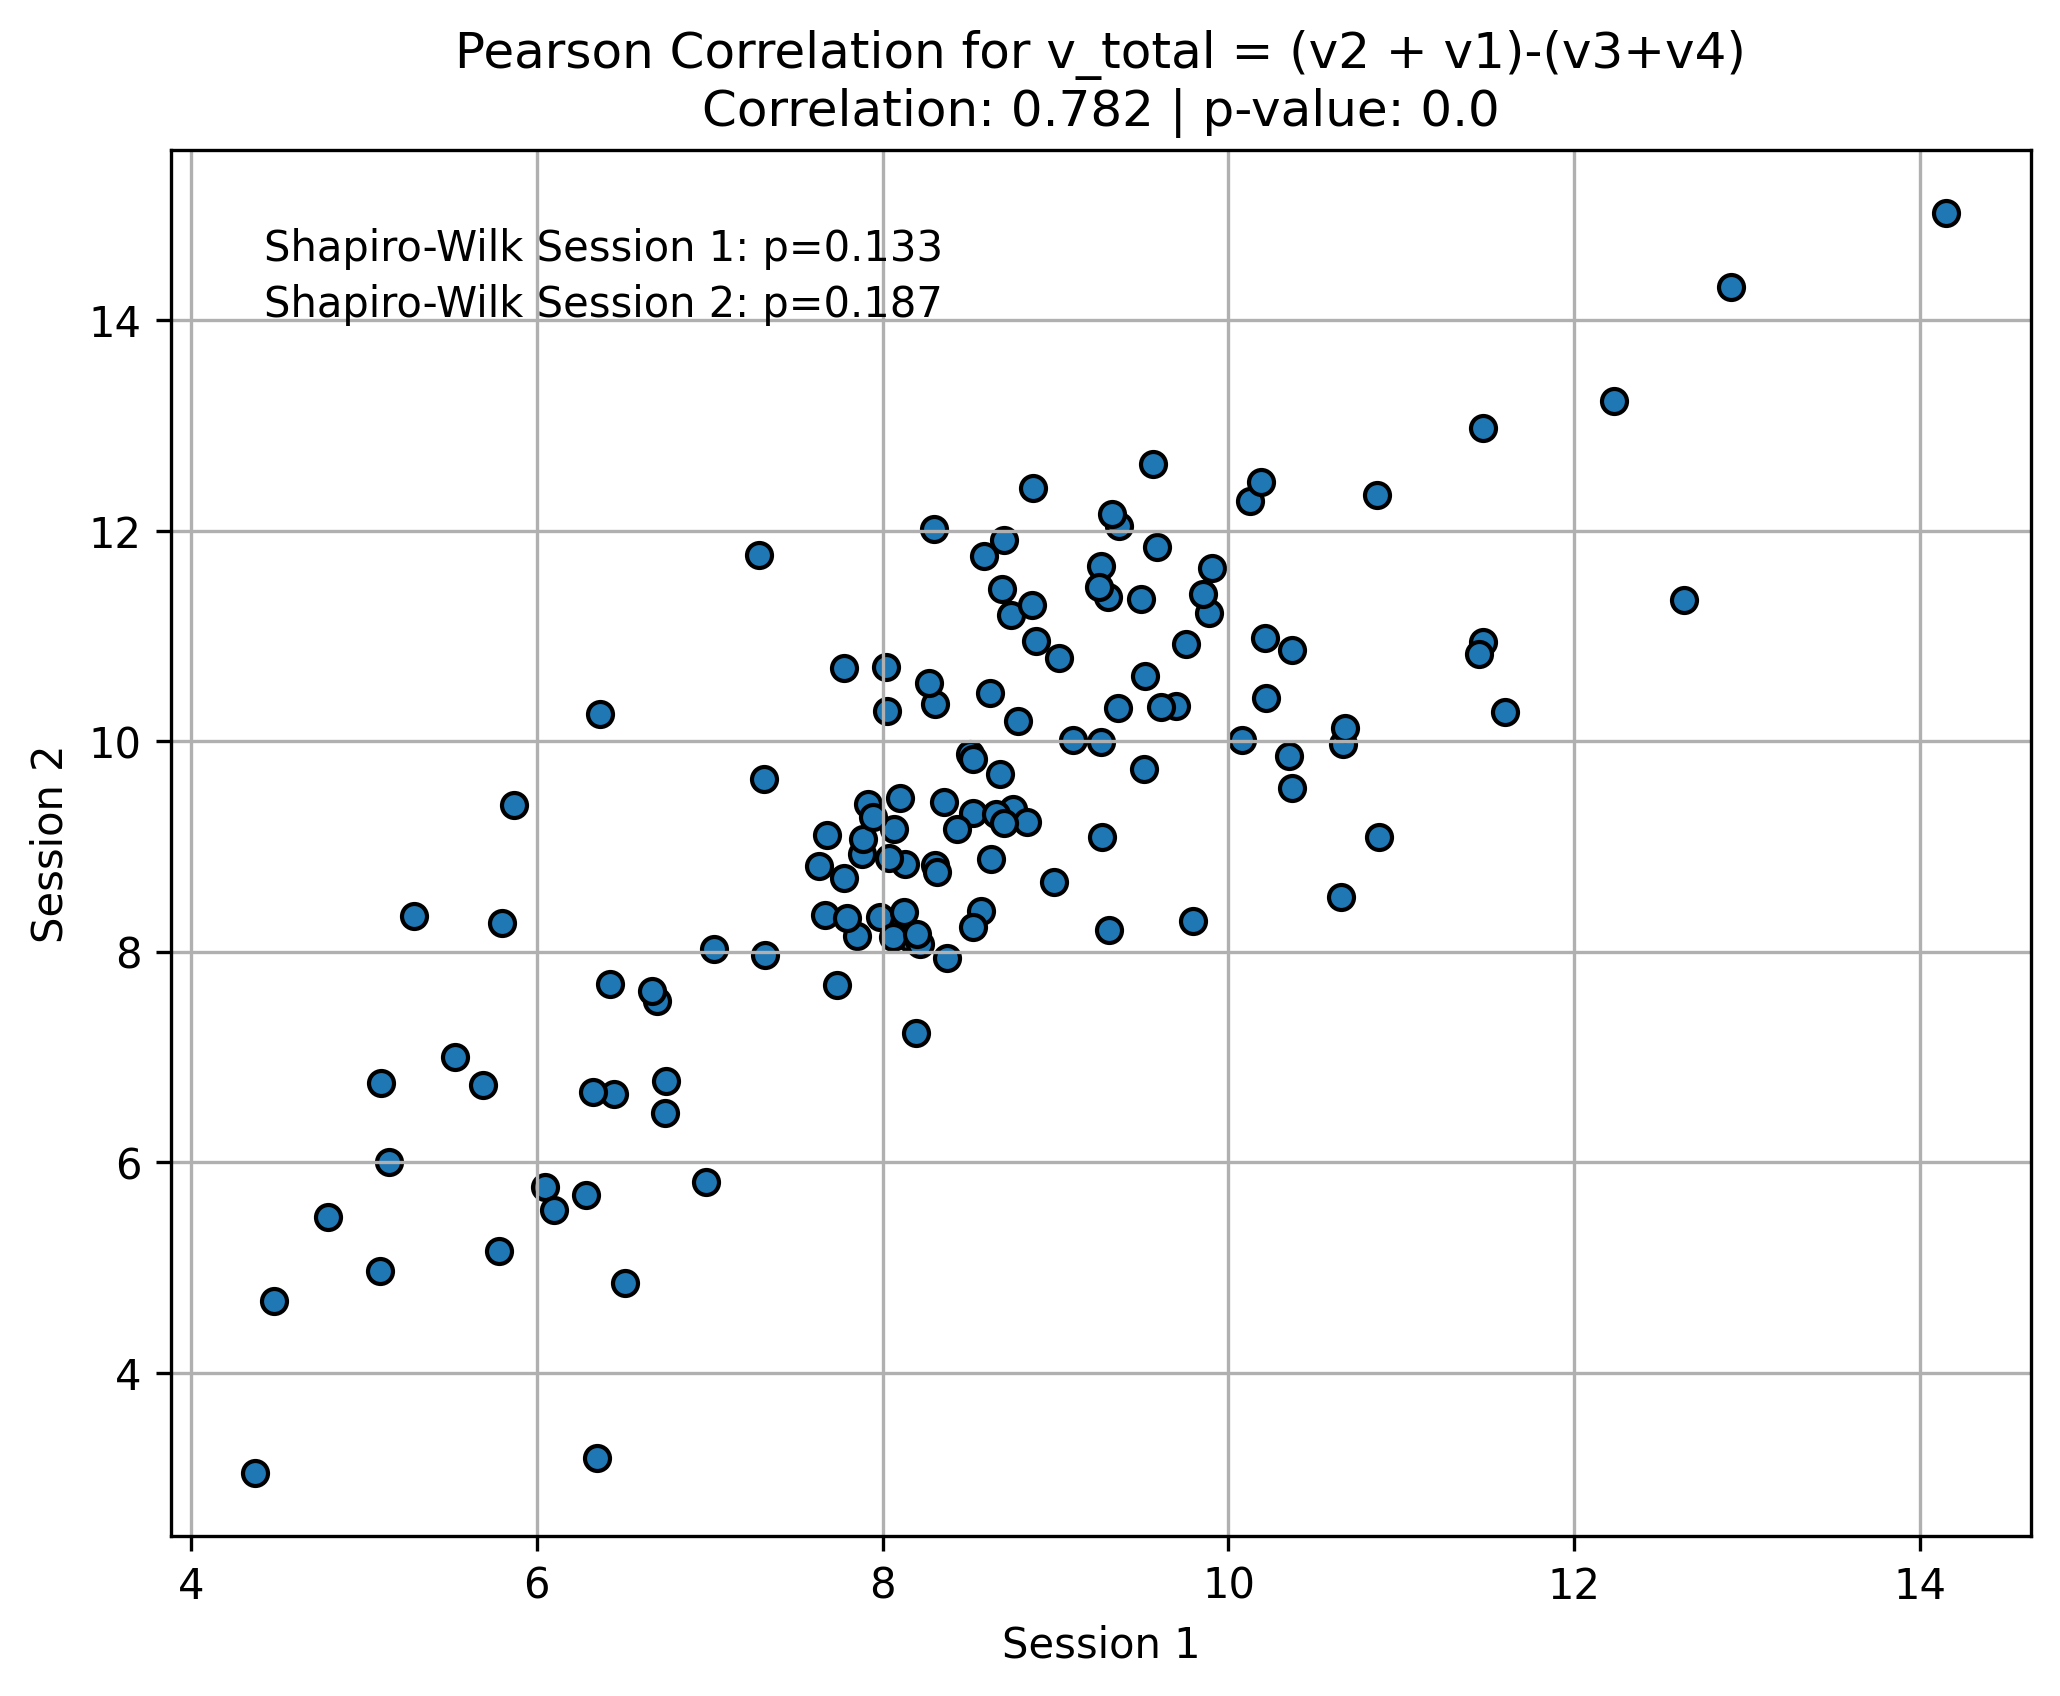 Pearson Correlation for v_total = (v2 + v1)-(v3+v4)
Correlation: 0.782 | p-value: 0.0
Shapiro-Wilk Session 1: p=0.133
Shapiro-Wilk Session 2: p=0.187
14
12
10
8
6
4
Session 2
4 6 8 10 12 14
Session 1